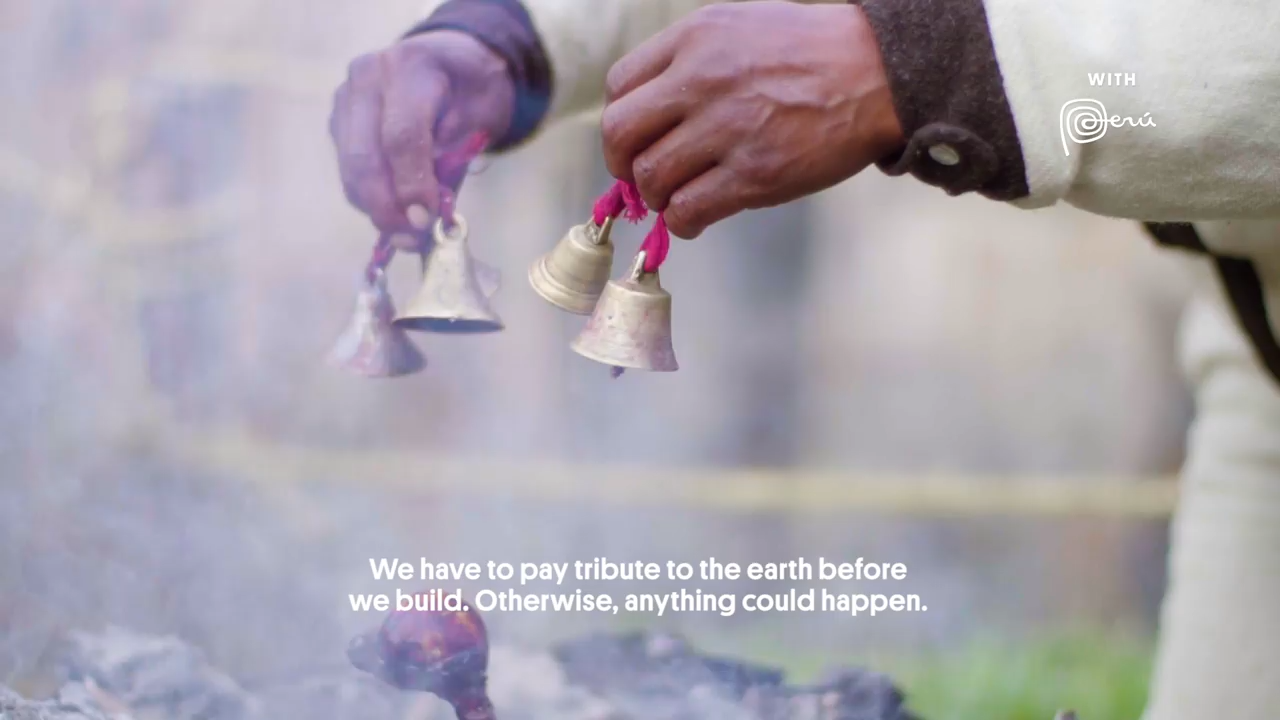 WITH
Perú
We have to pay tribute to the earth before
we build. Otherwise, anything could happen.